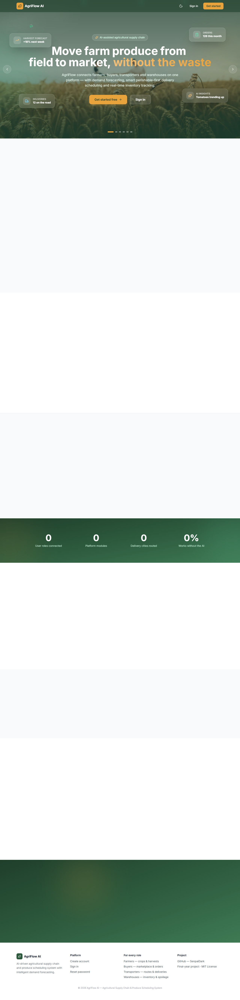 AgriFlow AI
Sign in
Get started
HARVEST FORECAST
+18% next week
AI-assisted agricultural supply chain
ORDERS
126 this month
Move farm produce from
field to market, without the waste
AgriFlow connects farmers, buyers, transporters and warehouses on one
platform — with demand forecasting, smart perishable-first delivery
scheduling and real-time inventory tracking.
DELIVERIES
12 on the road
Get started free
Sign in
AI INSIGHTS
Tomatoes trending up
0
User roles connected
0
Platform modules
0
Delivery cities routed
0%
Works without the AI
AgriFlow AI
AI-driven agricultural supply chain
and produce scheduling system with
intelligent demand forecasting.
Platform
Create account
Sign in
Reset password
For every role
Farmers — crops & harvests
Buyers — marketplace & orders
Transporters — routes & deliveries
Warehouses — inventory & spoilage
Project
GitHub — SenpaiDark
Final-year project · MIT License
© 2026 AgriFlow AI — Agricultural Supply Chain & Produce Scheduling System